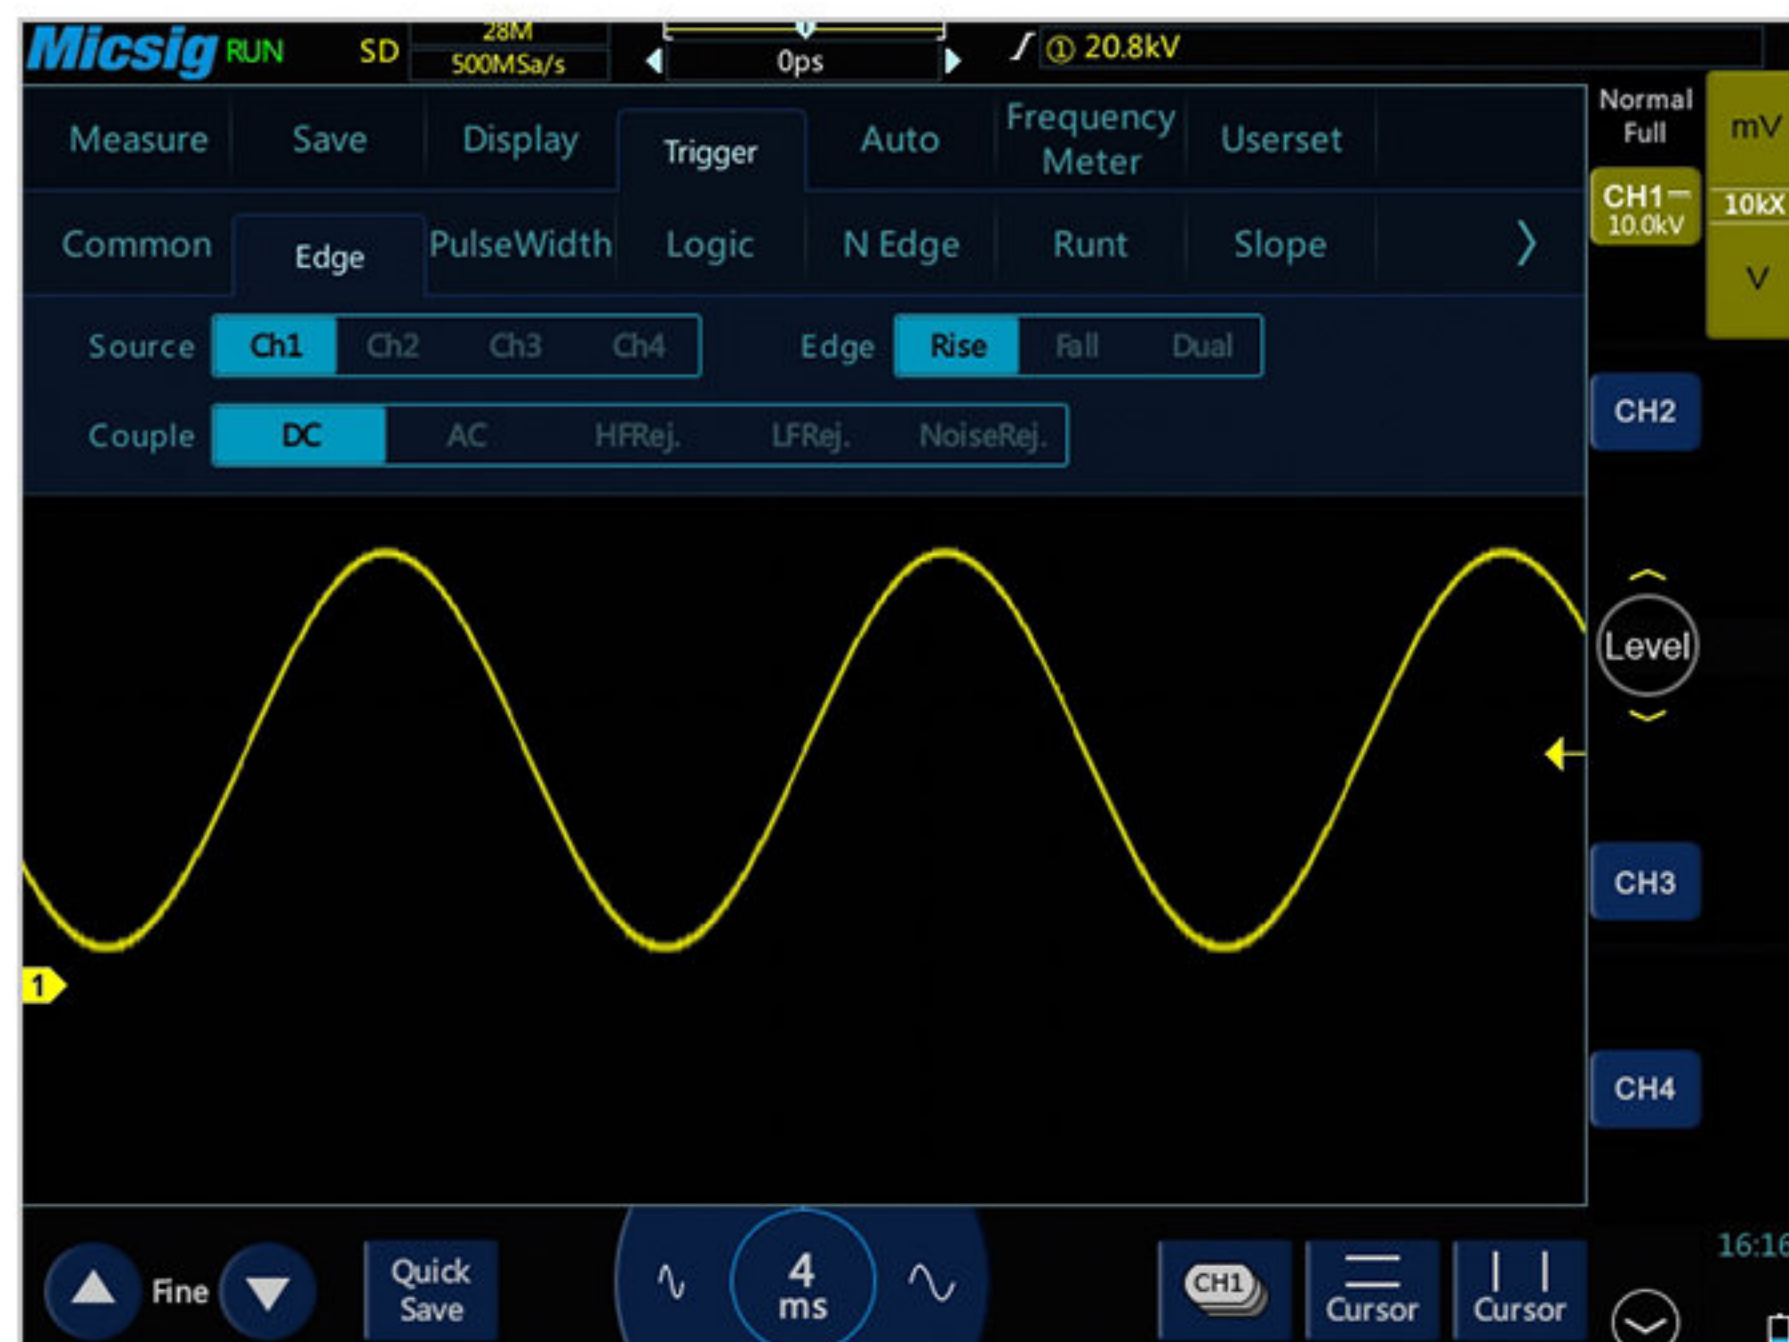 Micsig RUN SD 28M 500MSa/s 0ps ① 20.8kV
Measure Save Display Trigger Auto Frequency Meter Userset
Common Edge PulseWidth Logic N Edge Runt Slope
Source Ch1 Ch2 Ch3 Ch4 Edge Rise Fall Dual
Couple DC AC HFRej. LFRej. NoiseRej.
Normal
Full
mV
CH1
10.0kV
10kX
V
CH2
Level
CH3
1
CH4
16:16
Fine
Quick
Save
4
ms
CH1
Cursor
Cursor